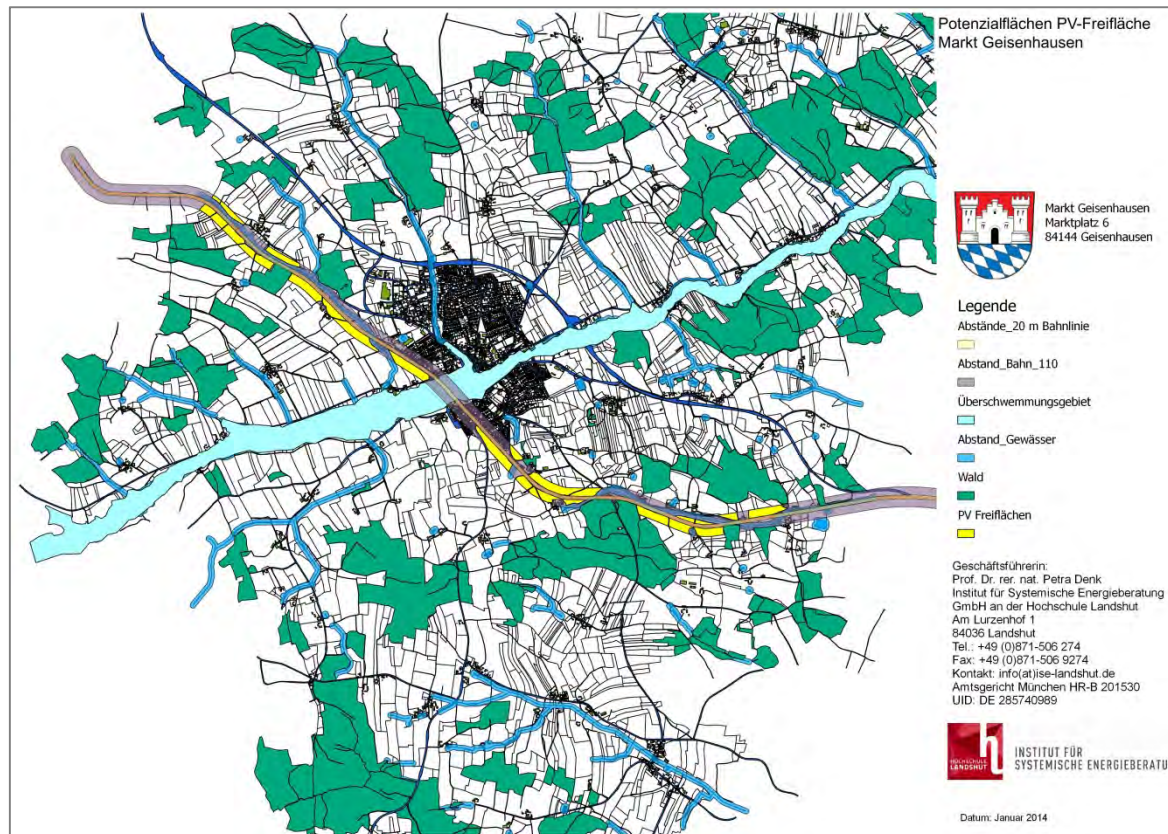 Potenzialflächen PV-Freifläche
Markt Geisenhausen
Markt Geisenhausen
Marktplatz 6
84144 Geisenhausen
Legende
Abstände_20 m Bahnlinie
Abstand_Bahn_110
Überschwemmungsgebiet
Abstand_Gewässer
Wald
PV Freiflächen
Geschäftsführerin:
Prof. Dr. rer. nat. Petra Denk
Institut für Systemische Energieberatung
GmbH an der Hochschule Landshut
Am Lurzenhof 1
84036 Landshut
Tel.: +49 (0)871-506 274
Fax: +49 (0)871-506 9274
Kontakt: info(at)ise-landshut.de
Amtsgericht München HR-B 201530
UID: DE 285740989
h
HOCHSCHULE
LANDSHUT
INSTITUT FÜR
SYSTEMISCHE ENERGIEBERATU
Datum: Januar 2014